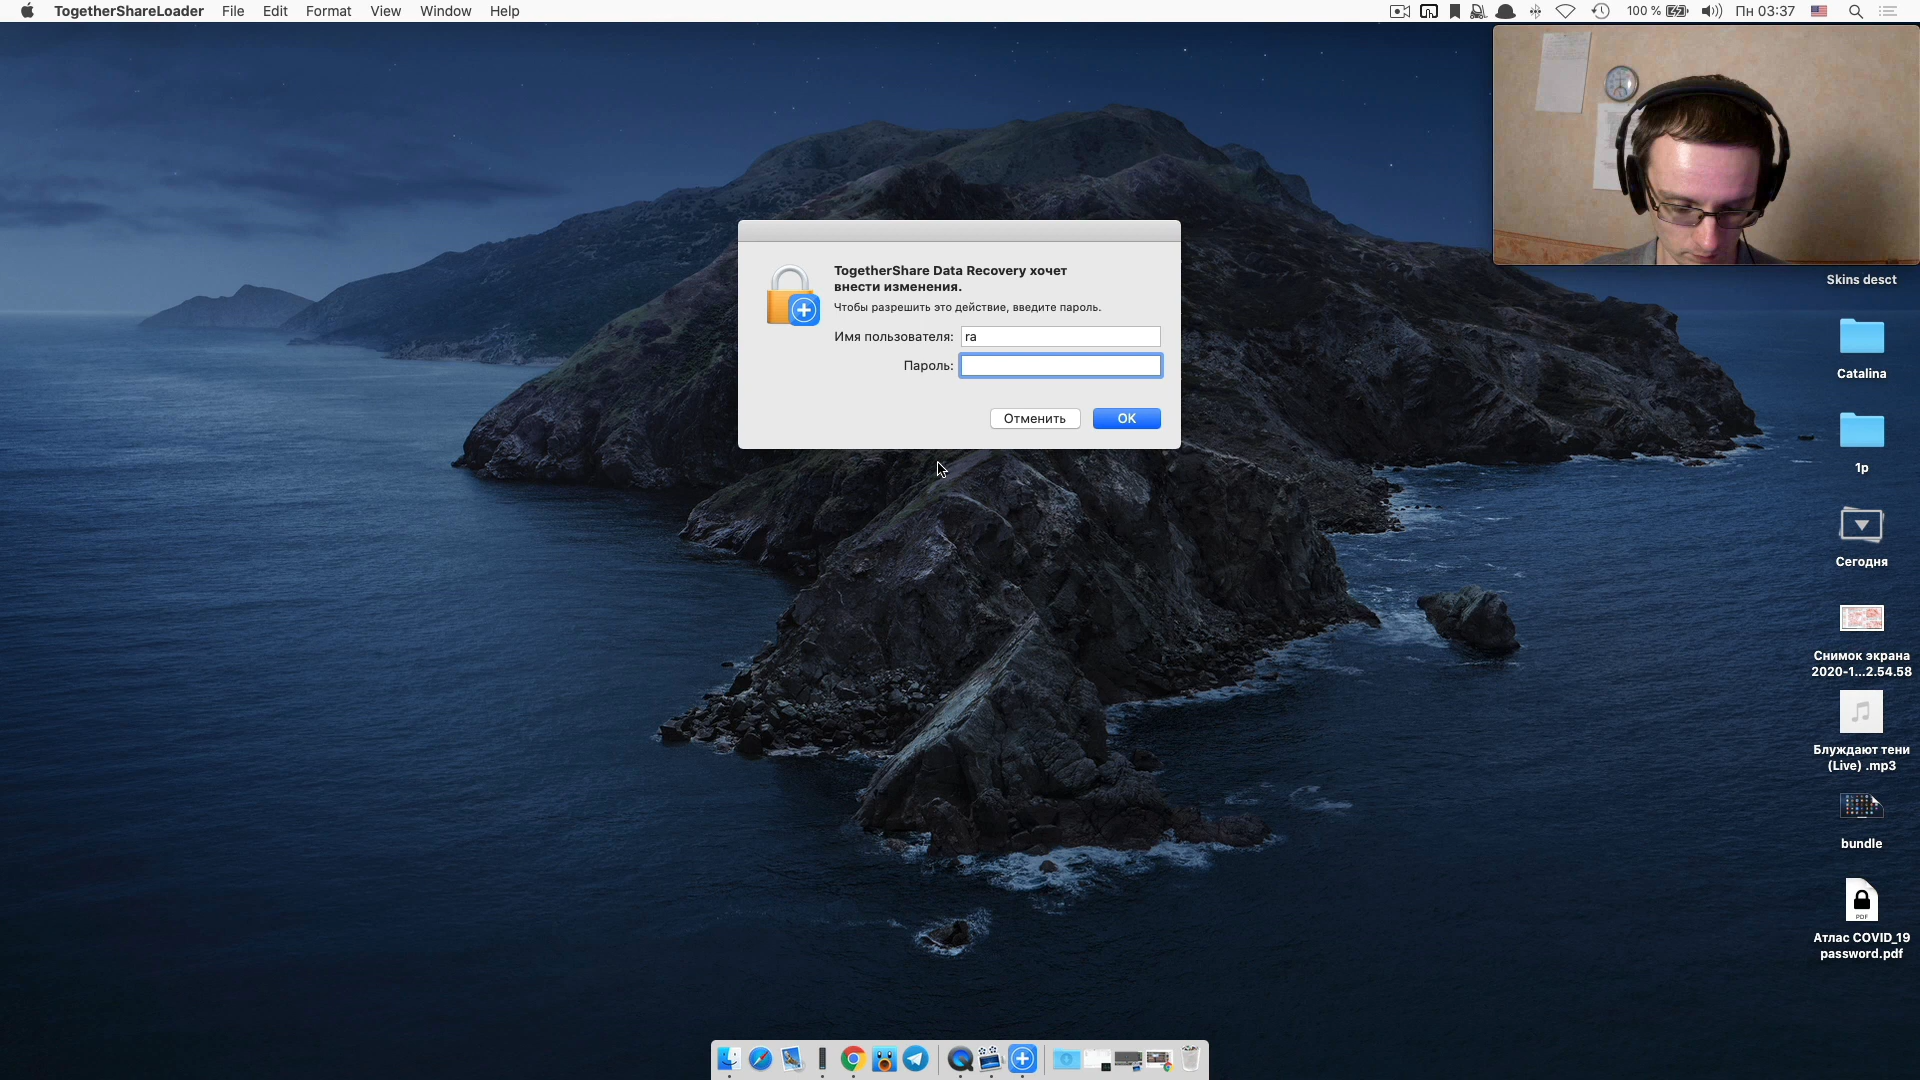 TogetherShareLoader File Edit Format View Window Help 100 % Пн 03:37
TogetherShare Data Recovery хочет
внести изменения.
Чтобы разрешить это действие, введите пароль.
Имя пользователя: ra
Пароль:
Отменить OK
Skins desct
Catalina
1p
Сегодня
Снимок экрана
2020-1...2.54.58
Блуждают тени
(Live) .mp3
bundle
PDF
Атлас COVID_19
password.pdf